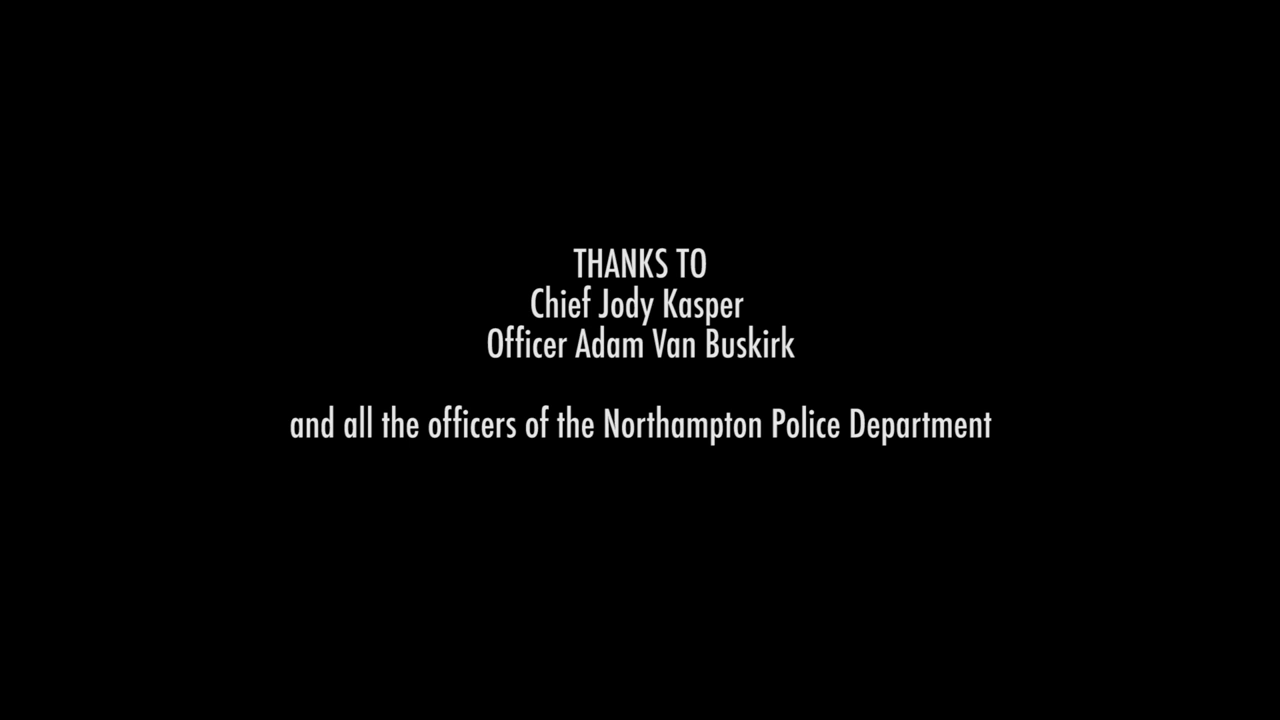 THANKS TO
Chief Jody Kasper
Officer Adam Van Buskirk
and all the officers of the Northampton Police Department